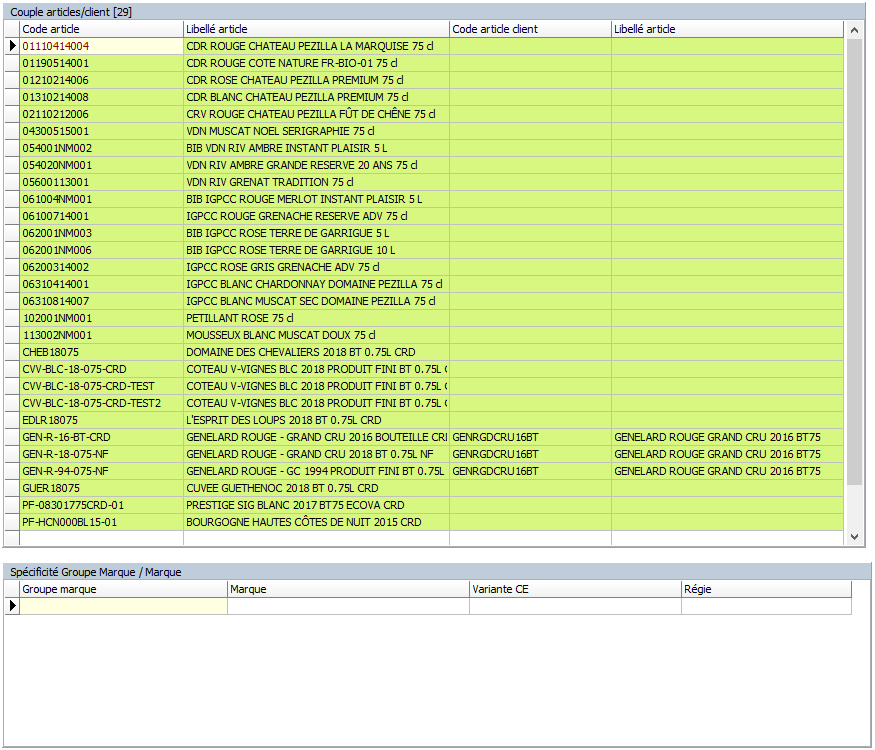 Couple articles/client [29]
Code article Libellé article Code article client Libellé article
01110414004 CDR ROUGE CHATEAU PEZILLA LA MARQUISE 75 cl
01190514001 CDR ROUGE COTE NATURE FR-BIO-01 75 cl
01210214006 CDR ROSE CHATEAU PEZILLA PREMIUM 75 cl
01310214008 CDR BLANC CHATEAU PEZILLA PREMIUM 75 cl
02110212006 CRV ROUGE CHATEAU PEZILLA FÛT DE CHÊNE 75 cl
04300515001 VDN MUSCAT NOEL SERIGRAPHIE 75 cl
054001NM002 BIB VDN RIV AMBRE INSTANT PLAISIR 5 L
054020NM001 VDN RIV AMBRE GRANDE RESERVE 20 ANS 75 cl
05600113001 VDN RIV GRENAT TRADITION 75 cl
061004NM001 BIB IGPCC ROUGE MERLOT INSTANT PLAISIR 5 L
06100714001 IGPCC ROUGE GRENACHE RESERVE ADV 75 cl
062001NM003 BIB IGPCC ROSE TERRE DE GARRIGUE 5 L
062001NM006 BIB IGPCC ROSE TERRE DE GARRIGUE 10 L
06200314002 IGPCC ROSE GRIS GRENACHE ADV 75 cl
06310414001 IGPCC BLANC CHARDONNAY DOMAINE PEZILLA 75 cl
06310814007 IGPCC BLANC MUSCAT SEC DOMAINE PEZILLA 75 cl
102001NM001 PETILLANT ROSE 75 cl
113002NM001 MOUSSEUX BLANC MUSCAT DOUX 75 cl
CHEB18075 DOMAINE DES CHEVALIERS 2018 BT 0.75L CRD
CVV-BLC-18-075-CRD COTEAU V-VIGNES BLC 2018 PRODUIT FINI BT 0.75L
CVV-BLC-18-075-CRD-TEST COTEAU V-VIGNES BLC 2018 PRODUIT FINI BT 0.75L
CVV-BLC-18-075-CRD-TEST2 COTEAU V-VIGNES BLC 2018 PRODUIT FINI BT 0.75L
EDLR18075 L'ESPRIT DES LOUPS 2018 BT 0.75L CRD
GEN-R-16-BT-CRD GENELARD ROUGE - GRAND CRU 2016 BOUTEILLE CRI GENRGDCRU16BT GENELARD ROUGE GRAND CRU 2016 BT75
GEN-R-18-075-NF GENELARD ROUGE - GRAND CRU 2018 BT 0.75L NF GENRGDCRU16BT GENELARD ROUGE GRAND CRU 2016 BT75
GEN-R-94-075-NF GENELARD ROUGE - GC 1994 PRODUIT FINI BT 0.75L GENRGDCRU16BT GENELARD ROUGE GRAND CRU 2016 BT75
GUER18075 CUVEE GUETHENOC 2018 BT 0.75L CRD
PF-08301775CRD-01 PRESTIGE SIG BLANC 2017 BT75 ECOVA CRD
PF-HCN000BL15-01 BOURGOGNE HAUTES CÔTES DE NUIT 2015 CRD
Spécificité Groupe Marque / Marque
Groupe marque Marque Variante CE Régie